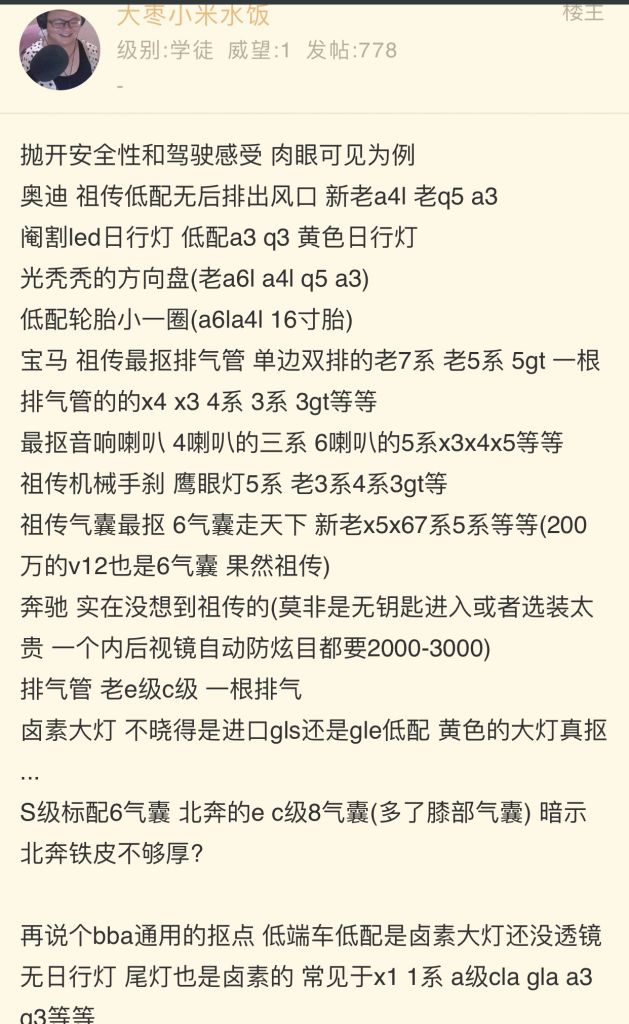 大枣小米水饭
楼主
级别:学徒 威望:1 发帖:778
-
抛开安全性和驾驶感受 肉眼可见为例
奥迪 祖传低配无后排出风口 新老a4l 老q5 a3
阉割led日行灯 低配a3 q3 黄色日行灯
光秃秃的方向盘(老a6l a4l q5 a3)
低配轮胎小一圈(a6la4l 16寸胎)
宝马 祖传最抠排气管 单边双排的老7系 老5系 5gt 一根
排气管的的x4 x3 4系 3系 3gt等等
最抠音响喇叭 4喇叭的三系 6喇叭的5系x3x4x5等等
祖传机械手刹 鹰眼灯5系 老3系4系3gt等
祖传气囊最抠 6气囊走天下 新老x5x67系5系等等(200
万的v12也是6气囊 果然祖传)
奔驰 实在没想到祖传的(莫非是无钥匙进入或者选装太
贵 一个内后视镜自动防炫目都要2000-3000)
排气管 老e级c级 一根排气
卤素大灯 不晓得是进口gls还是gle低配 黄色的大灯真抠
...
S级标配6气囊 北奔的e c级8气囊(多了膝部气囊) 暗示
北奔铁皮不够厚?
再说个bba通用的抠点 低端车低配是卤素大灯还没透镜
无日行灯 尾灯也是卤素的 常见于x1 1系 a级cla gla a3
q3等等